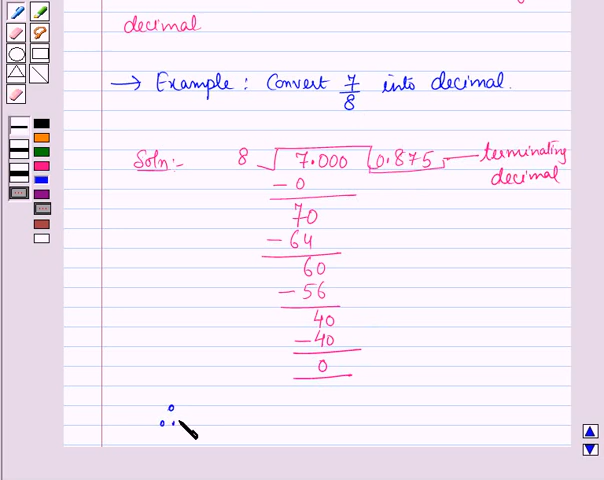 decimal
→ Example : Convert 7/8 into decimal.
Soln:- 8 7.000 0.875 — terminating
decimal
- 0
70
- 64
60
- 56
40
- 40
0
∴